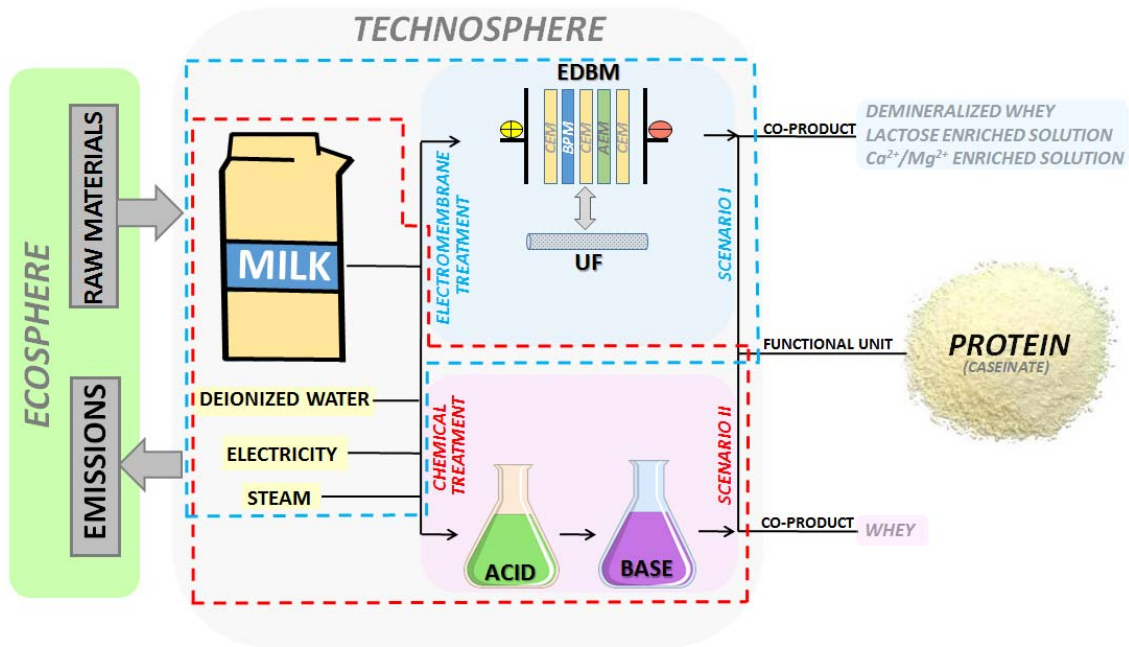 TECHNOSPHERE
ECOSPHERE
RAW MATERIALS
EMISSIONS
MILK
DEIONIZED WATER
ELECTRICITY
STEAM
ELECTROMEMBRANE
TREATMENT
EDBM
CEM
BPM
CEM
AEM
CEM
UF
SCENARIO I
CHEMICAL
TREATMENT
ACID
BASE
SCENARIO II
CO-PRODUCT
DEMINERALIZED WHEY
LACTOSE ENRICHED SOLUTION
Ca²⁺/Mg²⁺ ENRICHED SOLUTION
FUNCTIONAL UNIT
PROTEIN
(CASEINATE)
CO-PRODUCT
WHEY